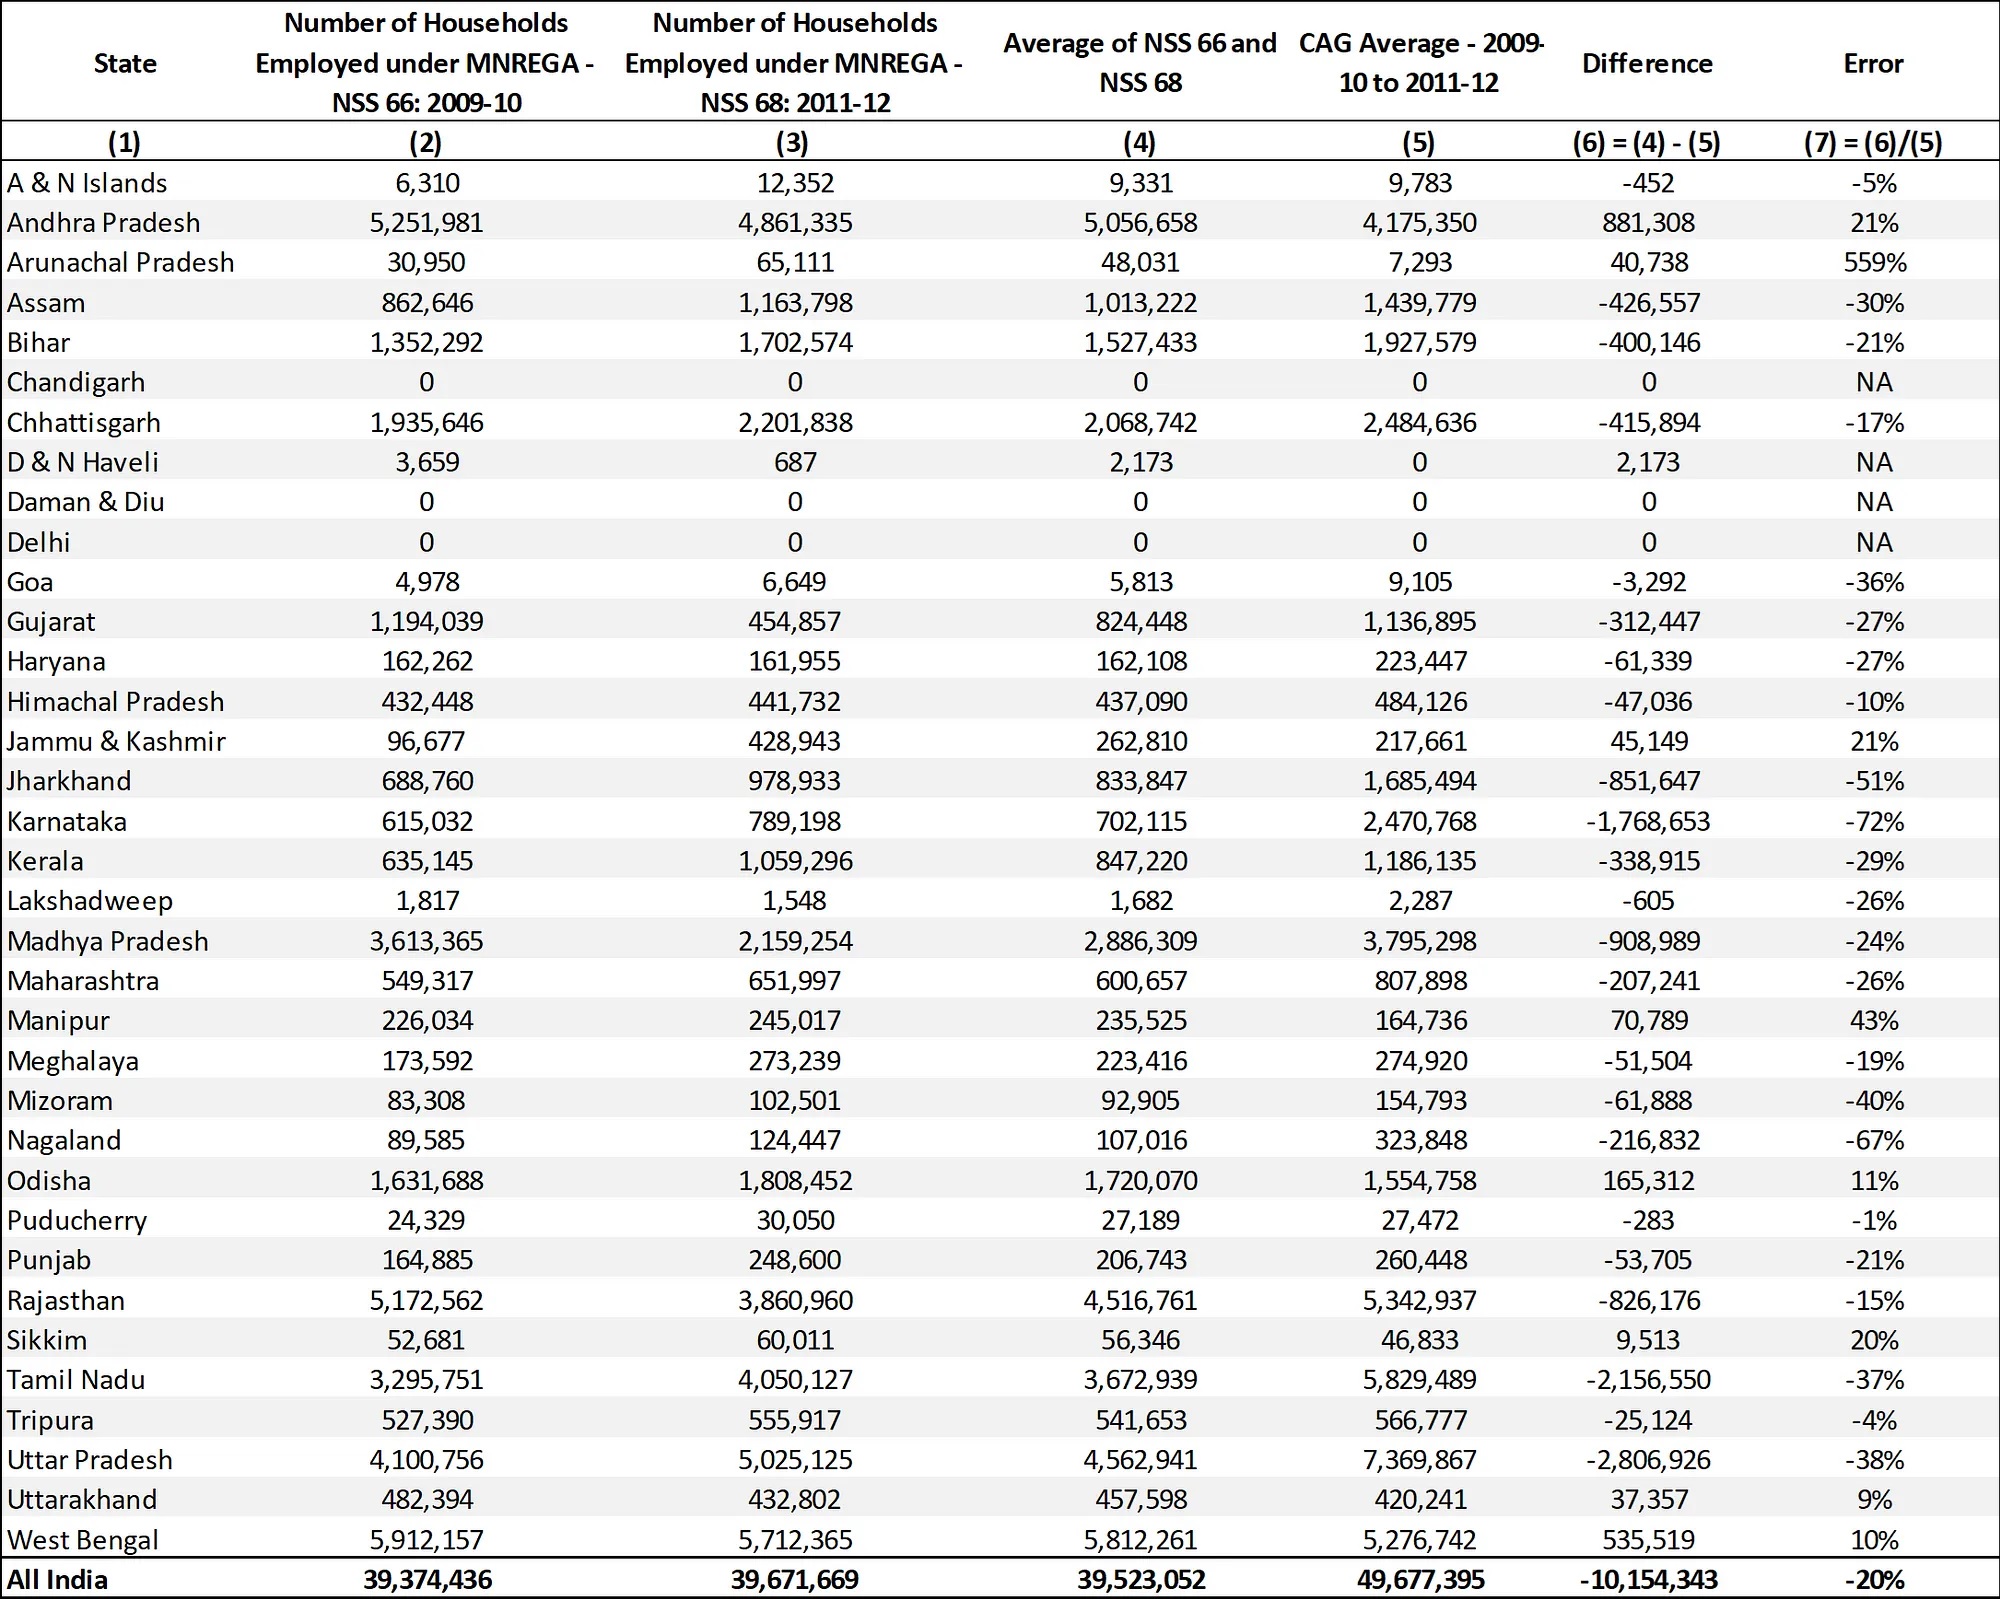 State Number of Households Employed under MNREGA - NSS 66: 2009-10 Number of Households Employed under MNREGA - NSS 68: 2011-12 Average of NSS 66 and NSS 68 CAG Average - 2009-10 to 2011-12 Difference Error
(1) (2) (3) (4) (5) (6) = (4) - (5) (7) = (6)/(5)
A & N Islands 6,310 12,352 9,331 9,783 -452 -5%
Andhra Pradesh 5,251,981 4,861,335 5,056,658 4,175,350 881,308 21%
Arunachal Pradesh 30,950 65,111 48,031 7,293 40,738 559%
Assam 862,646 1,163,798 1,013,222 1,439,779 -426,557 -30%
Bihar 1,352,292 1,702,574 1,527,433 1,927,579 -400,146 -21%
Chandigarh 0 0 0 0 0 NA
Chhattisgarh 1,935,646 2,201,838 2,068,742 2,484,636 -415,894 -17%
D & N Haveli 3,659 687 2,173 0 2,173 NA
Daman & Diu 0 0 0 0 0 NA
Delhi 0 0 0 0 0 NA
Goa 4,978 6,649 5,813 9,105 -3,292 -36%
Gujarat 1,194,039 454,857 824,448 1,136,895 -312,447 -27%
Haryana 162,262 161,955 162,108 223,447 -61,339 -27%
Himachal Pradesh 432,448 441,732 437,090 484,126 -47,036 -10%
Jammu & Kashmir 96,677 428,943 262,810 217,661 45,149 21%
Jharkhand 688,760 978,933 833,847 1,685,494 -851,647 -51%
Karnataka 615,032 789,198 702,115 2,470,768 -1,768,653 -72%
Kerala 635,145 1,059,296 847,220 1,186,135 -338,915 -29%
Lakshadweep 1,817 1,548 1,682 2,287 -605 -26%
Madhya Pradesh 3,613,365 2,159,254 2,886,309 3,795,298 -908,989 -24%
Maharashtra 549,317 651,997 600,657 807,898 -207,241 -26%
Manipur 226,034 245,017 235,525 164,736 70,789 43%
Meghalaya 173,592 273,239 223,416 274,920 -51,504 -19%
Mizoram 83,308 102,501 92,905 154,793 -61,888 -40%
Nagaland 89,585 124,447 107,016 323,848 -216,832 -67%
Odisha 1,631,688 1,808,452 1,720,070 1,554,758 165,312 11%
Puducherry 24,329 30,050 27,189 27,472 -283 -1%
Punjab 164,885 248,600 206,743 260,448 -53,705 -21%
Rajasthan 5,172,562 3,860,960 4,516,761 5,342,937 -826,176 -15%
Sikkim 52,681 60,011 56,346 46,833 9,513 20%
Tamil Nadu 3,295,751 4,050,127 3,672,939 5,829,489 -2,156,550 -37%
Tripura 527,390 555,917 541,653 566,777 -25,124 -4%
Uttar Pradesh 4,100,756 5,025,125 4,562,941 7,369,867 -2,806,926 -38%
Uttarakhand 482,394 432,802 457,598 420,241 37,357 9%
West Bengal 5,912,157 5,712,365 5,812,261 5,276,742 535,519 10%
All India 39,374,436 39,671,669 39,523,052 49,677,395 -10,154,343 -20%